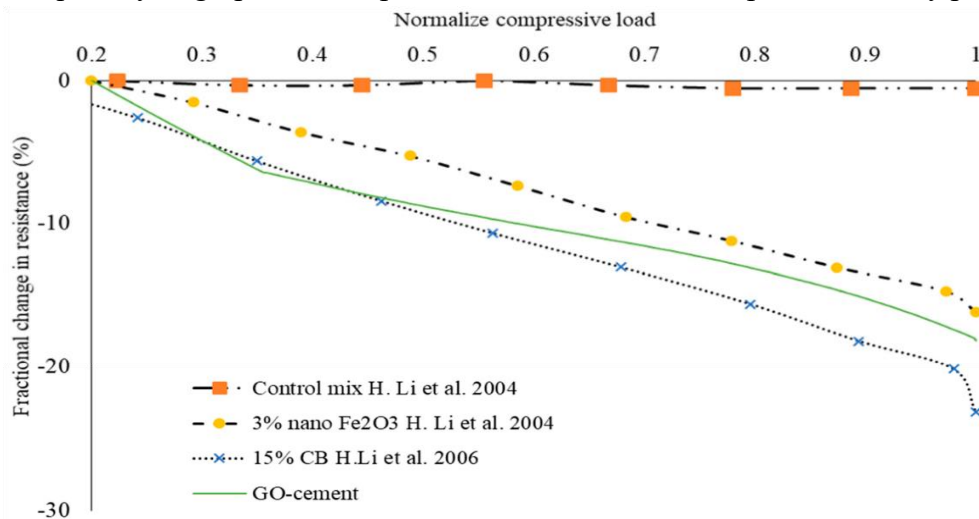 Normalize compressive load
0.2 0.3 0.4 0.5 0.6 0.7 0.8 0.9 1
0
-10
-20
-30
Fractional change in resistance (%)
Control mix H. Li et al. 2004
3% nano Fe2O3 H. Li et al. 2004
15% CB H.Li et al. 2006
GO-cement